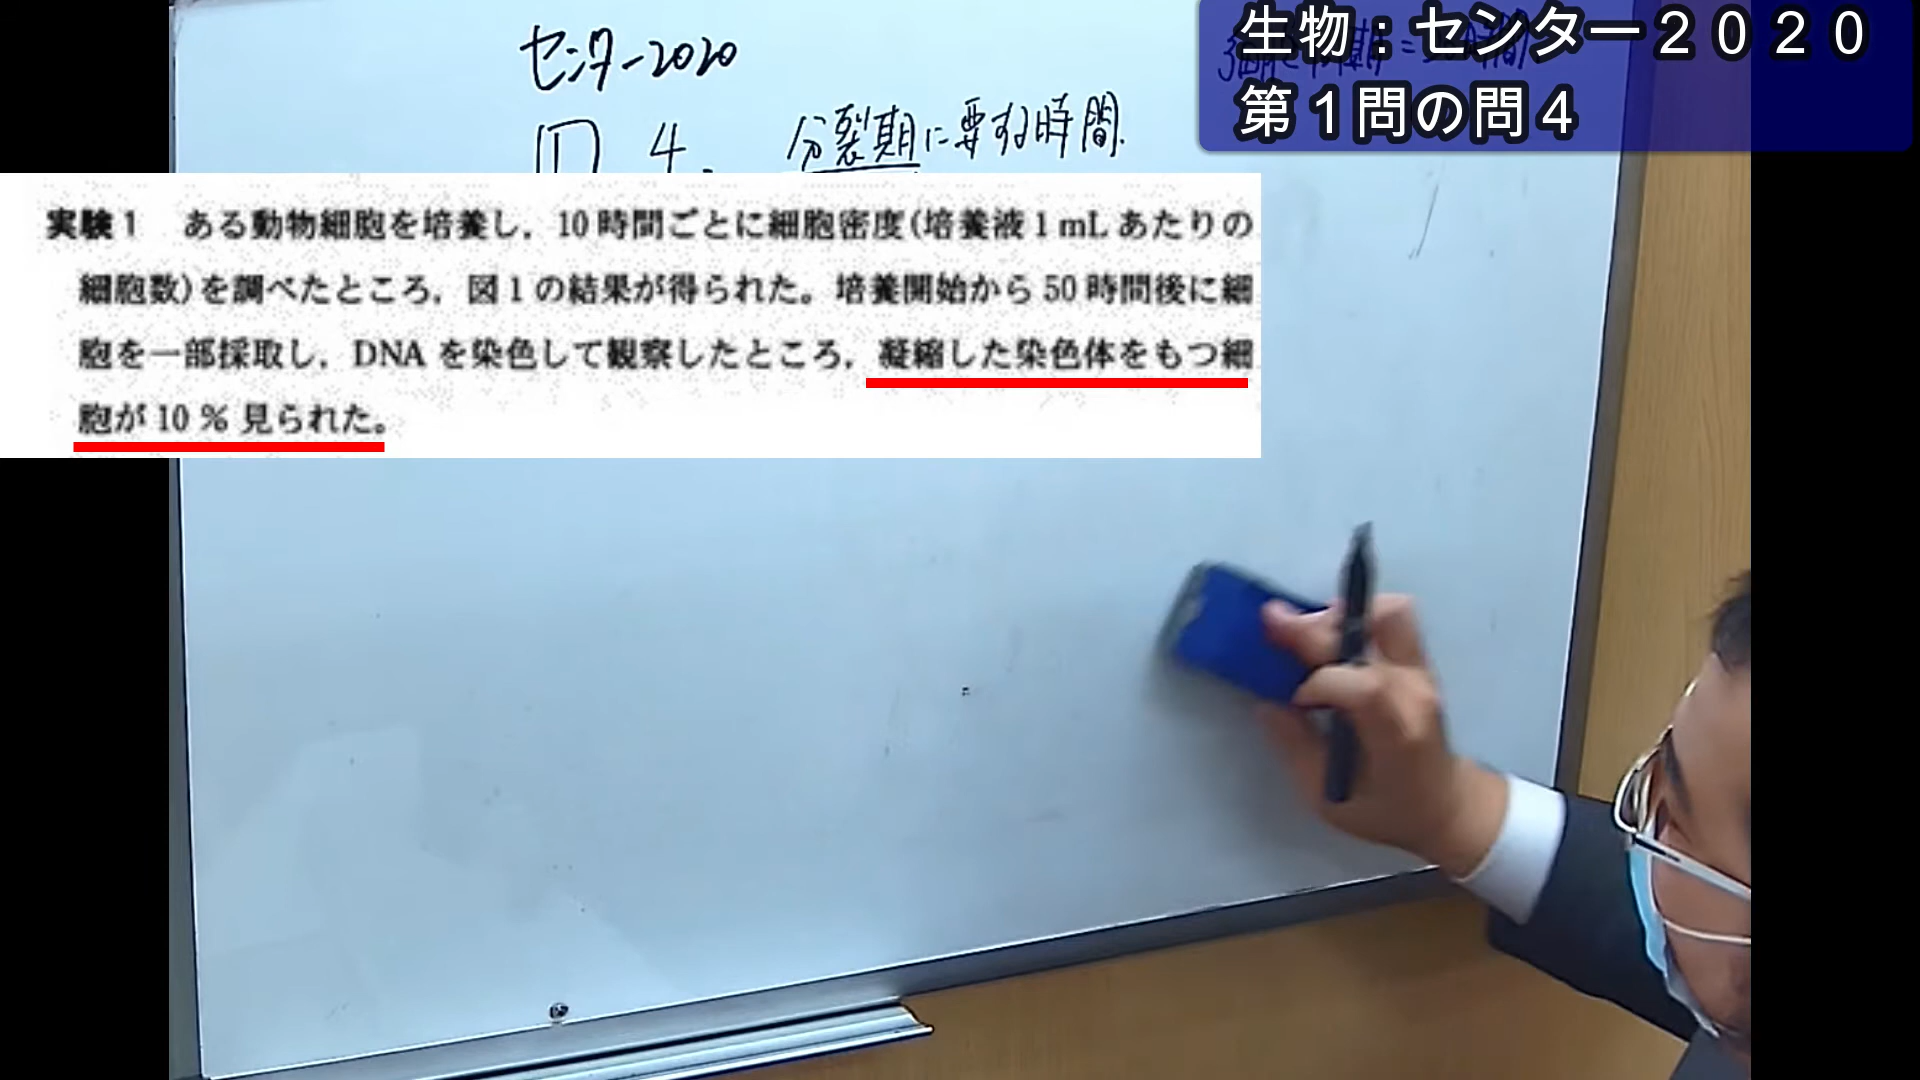 生物：センター２０２０
第１問の問４
センター2020
1 4. 分裂期に要する時間.
実験1 ある動物細胞を培養し，10時間ごとに細胞密度(培養液1mLあたりの
細胞数)を調べたところ，図1の結果が得られた。培養開始から50時間後に細
胞を一部採取し，DNAを染色して観察したところ，凝縮した染色体をもつ細
胞が10％見られた。